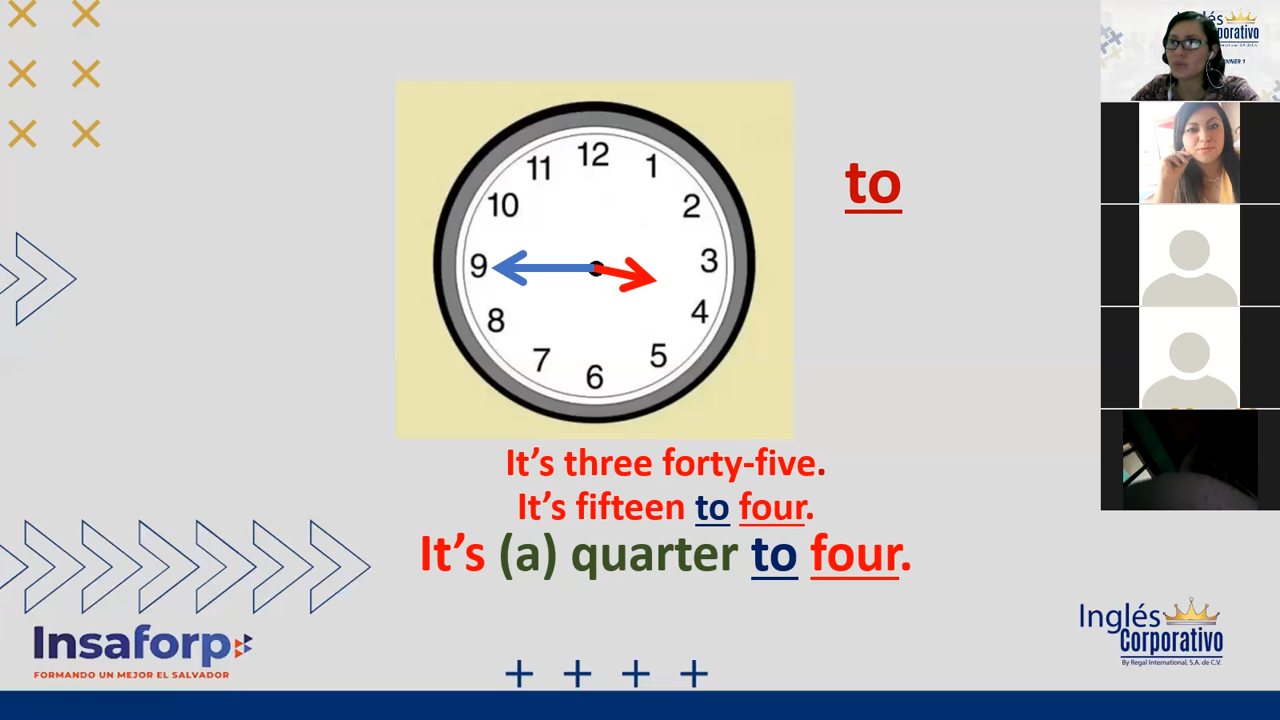 to
12
11
1
10
2
9
3
8
4
7
5
6
It's three forty-five.
It's fifteen to four.
It's (a) quarter to four.
Insaforp
FORMANDO UN MEJOR EL SALVADOR
Inglés
Corporativo
By Regal International, S.A. de C.V.